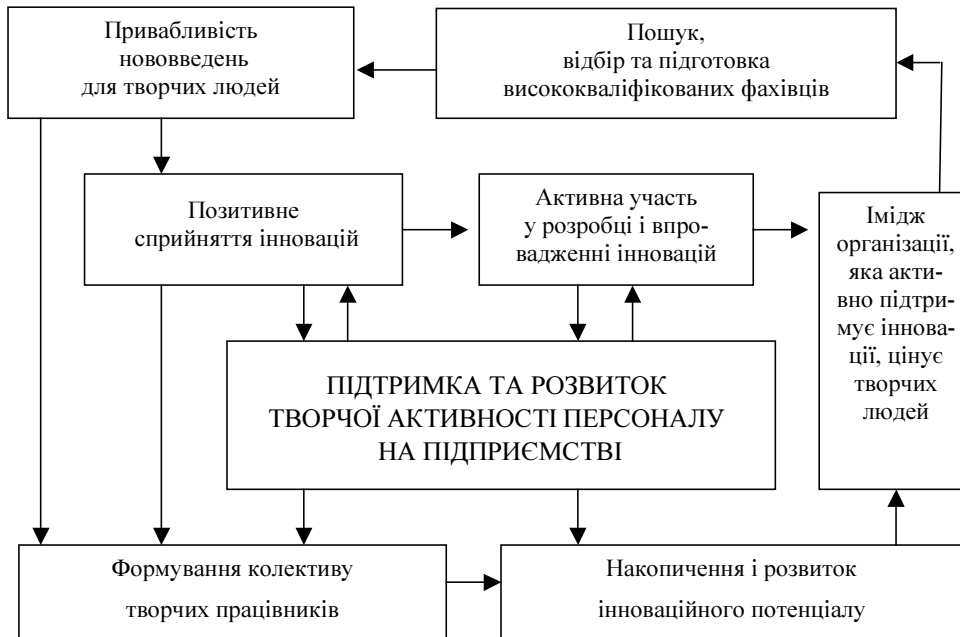 Привабливість
нововведень
для творчих людей
Пошук,
відбір та підготовка
висококваліфікованих фахівців
Позитивне
сприйняття інновацій
Активна участь
у розробці і впро-
вадженні інновацій
Імідж
організації,
яка акти-
вно підтри-
мує іннова-
ції, цінує
творчих
людей
ПІДТРИМКА ТА РОЗВИТОК
ТВОРЧОЇ АКТИВНОСТІ ПЕРСОНАЛУ
НА ПІДПРИЄМСТВІ
Формування колективу
творчих працівників
Накопичення і розвиток
інноваційного потенціалу